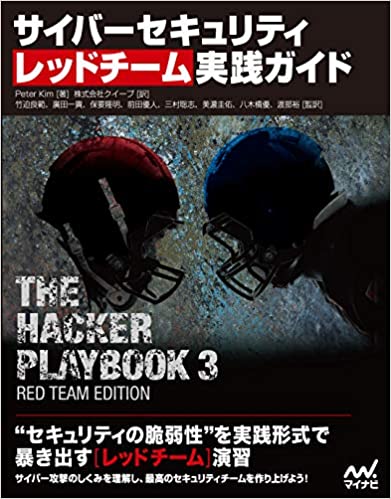 サイバーセキュリティ
レッドチーム実践ガイド
Peter Kim [著] 株式会社クイープ [訳]
竹迫良範、廣田一貴、保要隆明、前田優人、三村聡志、美濃圭佑、八木橋優、渡部裕 [監訳]
THE
HACKER
PLAYBOOK 3
RED TEAM EDITION
“セキュリティの脆弱性”を実践形式で
暴き出す[レッドチーム]演習
サイバー攻撃のしくみを理解し、最高のセキュリティチームを作り上げよう!
マイナビ